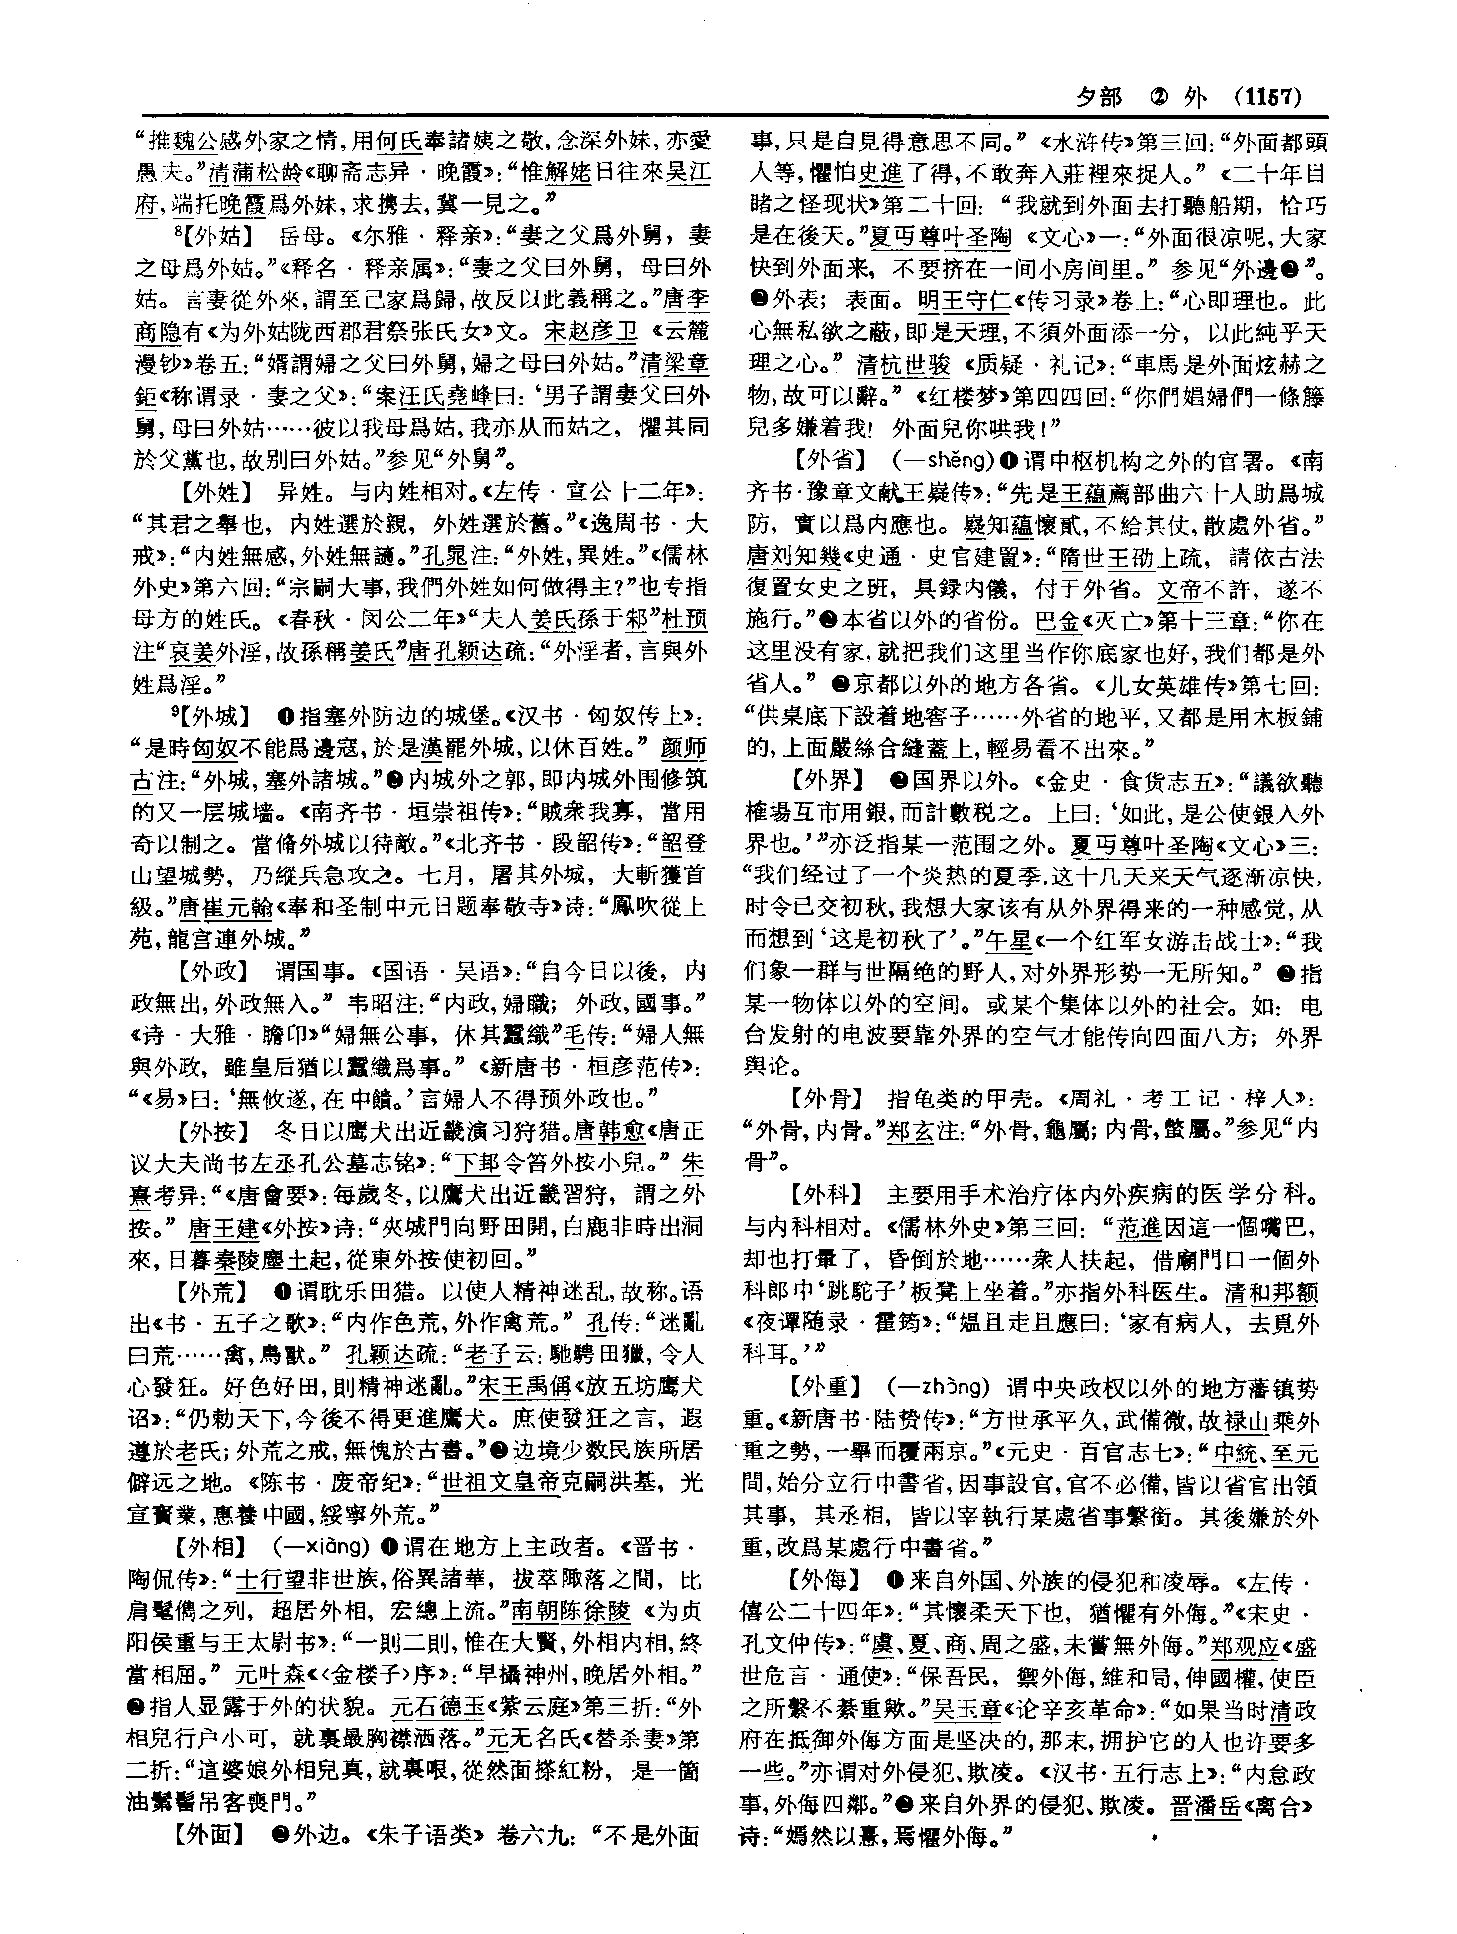 夕部 ② 外 (1157)
“推魏公感外家之情,用何氏奉諸姨之敬,念深外妹,亦愛
愚夫。”清蒲松龄《聊斋志异·晚霞》:“惟解姥日往來吴江
府,端托晚霞爲外妹,求携去,冀一見之。”
⁸【外姑】 岳母。《尔雅·释亲》:“妻之父爲外舅,妻
之母爲外姑。”《释名·释亲属》:“妻之父曰外舅,母曰外
姑。言妻從外來,謂至己家爲歸,故反以此義稱之。”唐李
商隐有《为外姑陇西郡君祭张氏女》文。宋赵彦卫《云麓
漫钞》卷五:“婿謂婦之父曰外舅,婦之母曰外姑。”清梁章
鉅《称谓录·妻之父》:“案汪氏堯峰曰:‘男子謂妻父曰外
舅,母曰外姑……彼以我母爲姑,我亦从而姑之,懼其同
於父黨也,故别曰外姑。”参见“外舅”。
【外姓】 异姓。与内姓相对。《左传·宣公十二年》:
“其君之舉也,内姓選於親,外姓選於舊。”《逸周书·大
戒》:“内姓無感,外姓無讁。”孔晁注:“外姓,異姓。”《儒林
外史》第六回:“宗嗣大事,我們外姓如何做得主?”也专指
母方的姓氏。《春秋·闵公二年》“夫人姜氏孫于邾”杜预
注“哀姜外淫,故孫稱姜氏”唐孔颖达疏:“外淫者,言與外
姓爲淫。”
⁹【外城】 ❶指塞外防边的城堡。《汉书·匈奴传上》:
“是時匈奴不能爲邊寇,於是漢罷外城,以休百姓。”颜师
古注:“外城,塞外諸城。”❷内城外之郭,即内城外围修筑
的又一层城墙。《南齐书·垣崇祖传》:“賊衆我寡,當用
奇以制之。當脩外城以待敵。”《北齐书·段韶传》:“韶登
山望城勢,乃縱兵急攻之。七月,屠其外城,大斬獲首
級。”唐崔元翰《奉和圣制中元日题奉敬寺》诗:“鳳吹從上
苑,龍宫連外城。”
【外政】 谓国事。《国语·吴语》:“自今日以後,内
政無出,外政無入。”韦昭注:“内政,婦職;外政,國事。”
《诗·大雅·瞻卬》“婦無公事,休其蠶織”毛传:“婦人無
與外政,雖皇后猶以蠶織爲事。”《新唐书·桓彦范传》:
“《易》曰:‘無攸遂,在中饋。’言婦人不得預外政也。”
【外按】 冬日以鹰犬出近畿演习狩猎。唐韩愈《唐正
议大夫尚书左丞孔公墓志铭》:“下邽令笞外按小兒。”朱
熹考异:“《唐會要》:每歲冬,以鷹犬出近畿習狩,謂之外
按。”唐王建《外按》诗:“夾城門向野田開,白鹿非時出洞
來,日暮秦陵塵土起,從東外按使初回。”
【外荒】 ❶谓耽乐田猎。以使人精神迷乱,故称。语
出《书·五子之歌》:“内作色荒,外作禽荒。”孔传:“迷亂
曰荒……禽,鳥獸。”孔颖达疏:“老子云:馳騁田獵,令人
心發狂。好色好田,則精神迷亂。”宋王禹偁《放五坊鹰犬
诏》:“仍勑天下,今後不得更進鷹犬。庶使發狂之言,遐
遵於老氏;外荒之戒,無愧於古書。”❷边境少数民族所居
僻远之地。《陈书·废帝纪》:“世祖文皇帝克嗣洪基,光
宣寶業,惠養中國,綏寧外荒。”
【外相】 (—xiàng)❶谓在地方上主政者。《晋书·
陶侃传》:“士行望非世族,俗異諸華,拔萃陬落之間,比
肩髦儁之列,超居外相,宏總上流。”南朝陈徐陵《为贞
阳侯重与王太尉书》:“一則二則,惟在大賢,外相内相,終
當相屈。”元叶森《〈金楼子〉序》:“早攝神州,晚居外相。”
❷指人显露于外的状貌。元石德玉《紫云庭》第三折:“外
相兒行户小可,就裏最胸襟洒落。”元无名氏《替杀妻》第
二折:“這婆娘外相兒真,就裏哏,從然面搽紅粉,是一箇
油鬏髻吊客喪門。”
【外面】 ❶外边。《朱子语类》卷六九:“不是外面
事,只是自見得意思不同。”《水浒传》第三回:“外面都頭
人等,懼怕史進了得,不敢奔入莊裡來捉人。”《二十年目
睹之怪现状》第二十回:“我就到外面去打聽船期,恰巧
是在後天。”夏丏尊叶圣陶《文心》一:“外面很凉呢,大家
快到外面来,不要挤在一间小房间里。”参见“外邊❷”。
❷外表;表面。明王守仁《传习录》卷上:“心即理也。此
心無私欲之蔽,即是天理,不須外面添一分,以此純乎天
理之心。”清杭世骏《质疑·礼记》:“車馬是外面炫赫之
物,故可以辭。”《红楼梦》第四四回:“你們娼婦們一條籐
兒多嫌着我!外面兒你哄我!”
【外省】 (—shěng)❶谓中枢机构之外的官署。《南
齐书·豫章文献王嶷传》:“先是王蘊薦部曲六十人助爲城
防,實以爲内應也。嶷知蘊懷貳,不給其仗,散處外省。”
唐刘知幾《史通·史官建置》:“隋世王劭上疏,請依古法
復置女史之班,具録内儀,付于外省。文帝不許,遂不
施行。”❷本省以外的省份。巴金《灭亡》第十三章:“你在
这里没有家,就把我们这里当作你底家也好,我们都是外
省人。”❸京都以外的地方各省。《儿女英雄传》第七回:
“供桌底下設着地窖子……外省的地平,又都是用木板鋪
的,上面嚴絲合縫蓋上,輕易看不出來。”
【外界】 ❶国界以外。《金史·食货志五》:“議欲聽
榷場互市用銀,而計數税之。上曰:‘如此,是公使銀入外
界也。’”亦泛指某一范围之外。夏丏尊叶圣陶《文心》三:
“我们经过了一个炎热的夏季,这十几天来天气逐渐凉快,
时令已交初秋,我想大家该有从外界得来的一种感觉,从
而想到‘这是初秋了’。”午星《一个红军女游击战士》:“我
们象一群与世隔绝的野人,对外界形势一无所知。”❷指
某一物体以外的空间。或某个集体以外的社会。如:电
台发射的电波要靠外界的空气才能传向四面八方;外界
舆论。
【外骨】 指龟类的甲壳。《周礼·考工记·梓人》:
“外骨,内骨。”郑玄注:“外骨,龜屬;内骨,鱉屬。”参见“内
骨”。
【外科】 主要用手术治疗体内外疾病的医学分科。
与内科相对。《儒林外史》第三回:“范進因這一個嘴巴,
却也打暈了,昏倒於地……衆人扶起,借廟門口一個外
科郎中‘跳駝子’板凳上坐着。”亦指外科医生。清和邦额
《夜谭随录·霍筠》:“媪且走且應曰:‘家有病人,去覓外
科耳。’”
【外重】 (—zhòng) 谓中央政权以外的地方藩镇势
重。《新唐书·陆贽传》:“方世承平久,武備微,故禄山乘外
重之勢,一舉而覆兩京。”《元史·百官志七》:“中統、至元
間,始分立行中書省,因事設官,官不必備,皆以省官出領
其事,其丞相,皆以宰執行某處省事繫銜。其後嫌於外
重,改爲某處行中書省。”
【外侮】 ❶来自外国、外族的侵犯和凌辱。《左传·
僖公二十四年》:“其懷柔天下也,猶懼有外侮。”《宋史·
孔文仲传》:“虞、夏、商、周之盛,未嘗無外侮。”郑观应《盛
世危言·通使》:“保吾民,禦外侮,維和局,伸國權,使臣
之所繫不綦重歟。”吴玉章《论辛亥革命》:“如果当时清政
府在抵御外侮方面是坚决的,那末,拥护它的人也许要多
一些。”亦谓对外侵犯、欺凌。《汉书·五行志上》:“内怠政
事,外侮四鄰。”❷来自外界的侵犯、欺凌。晋潘岳《离合》
诗:“嫣然以憙,焉懼外侮。”